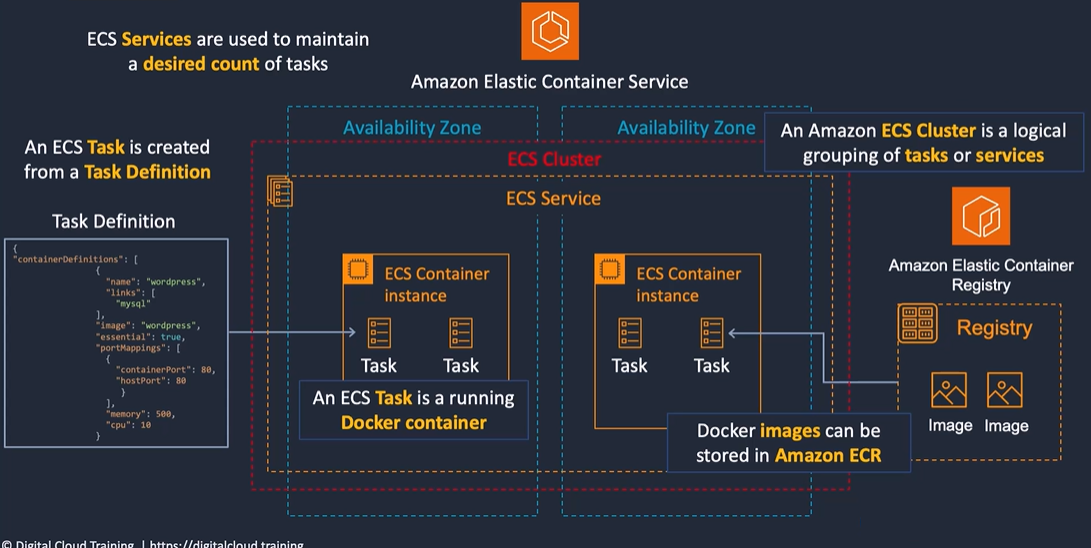 ECS Services are used to maintain
a desired count of tasks
Amazon Elastic Container Service
Availability Zone
Availability Zone
An Amazon ECS Cluster is a logical
grouping of tasks or services
An ECS Task is created
from a Task Definition
ECS Cluster
ECS Service
Task Definition
{
"containerDefinitions": [
{
"name": "wordpress",
"links": [
"mysql"
],
"image": "wordpress",
"essential": true,
"portMappings": [
{
"containerPort": 80,
"hostPort": 80
}
],
"memory": 500,
"cpu": 10
}
ECS Container
instance
Task
Task
An ECS Task is a running
Docker container
ECS Container
instance
Task
Task
Docker images can be
stored in Amazon ECR
Amazon Elastic Container
Registry
Registry
Image
Image
© Digital Cloud Training | https://digitalcloud.training